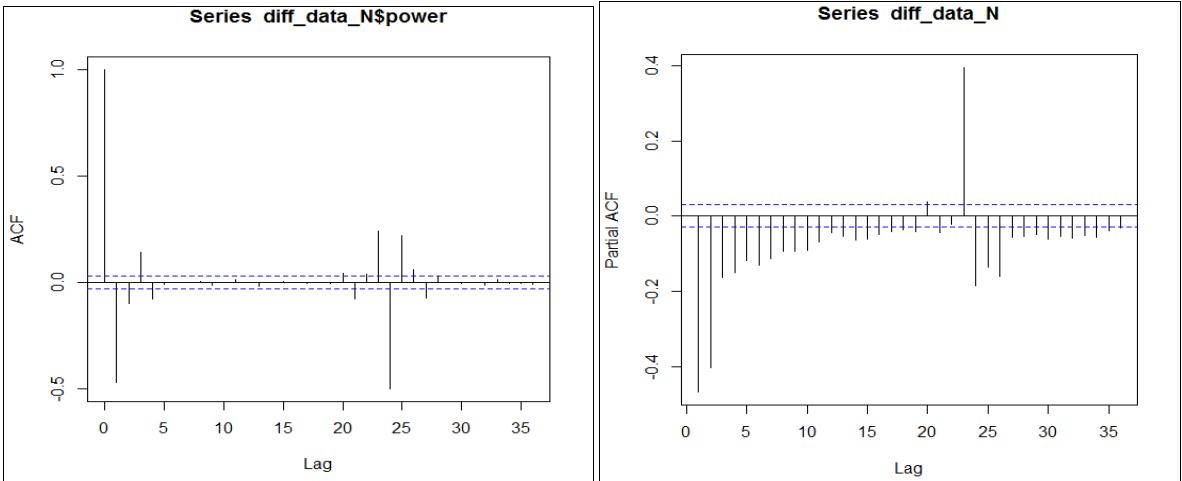 Series diff_data_N$power
ACF
1.0
0.5
0.0
-0.5
0 5 10 15 20 25 30 35
Lag
Series diff_data_N
Partial ACF
0.4
0.2
0.0
-0.2
-0.4
0 5 10 15 20 25 30 35
Lag